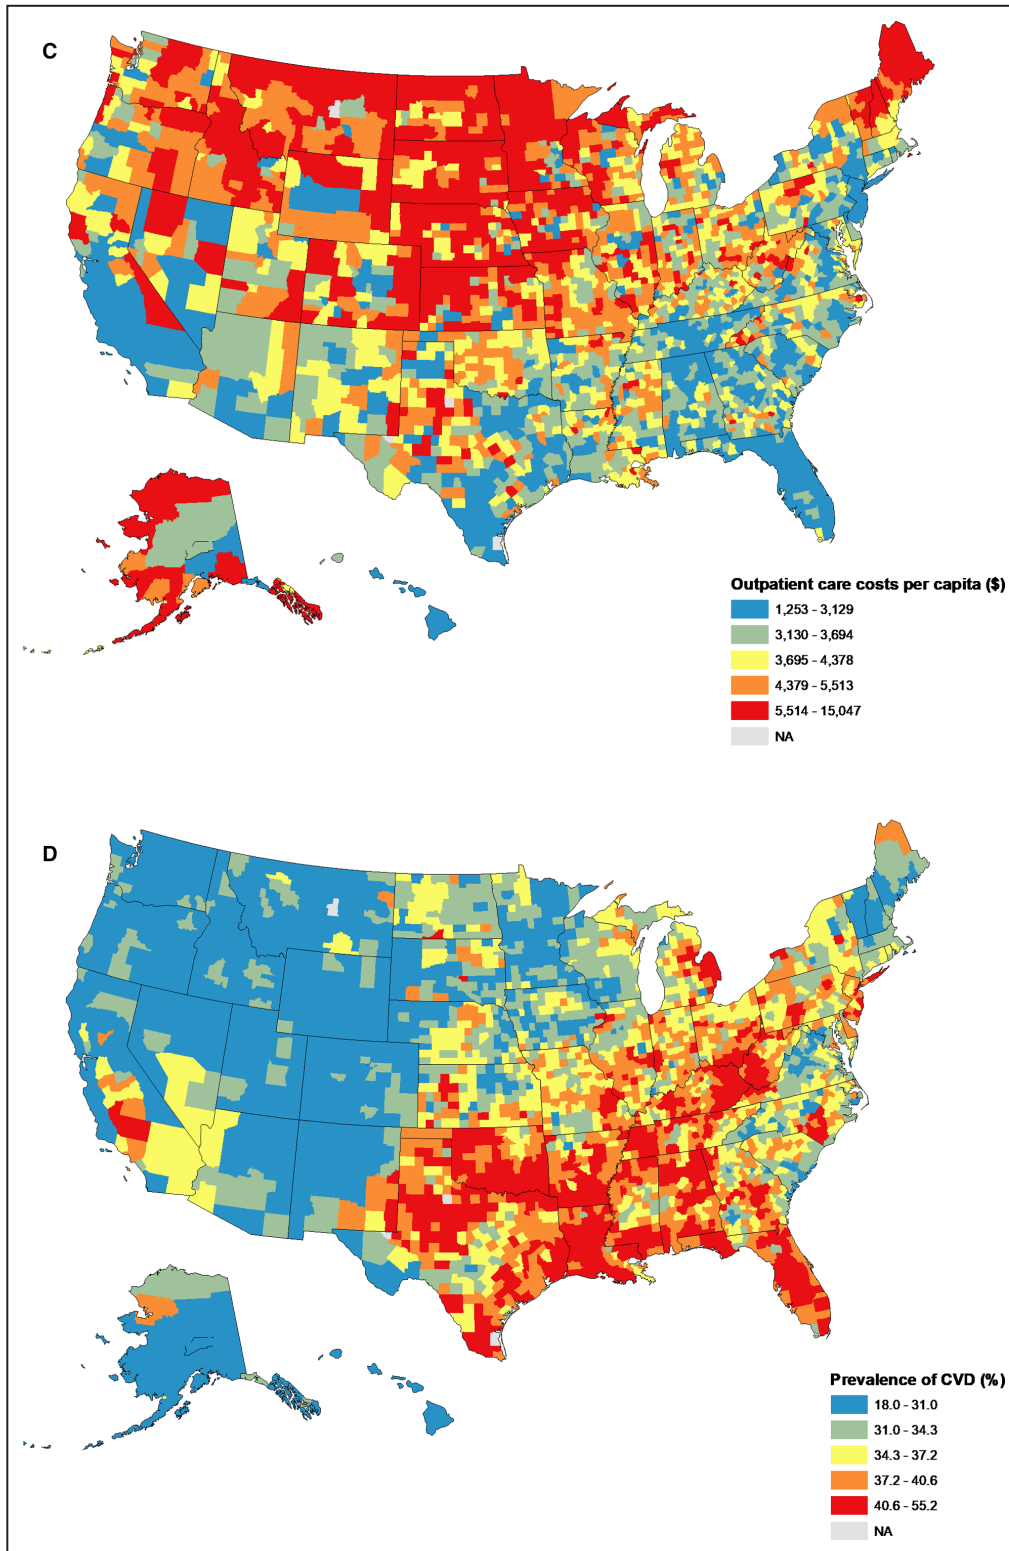 C
Outpatient care costs per capita ($)
1,253 - 3,129
3,130 - 3,694
3,695 - 4,378
4,379 - 5,513
5,514 - 15,047
NA
D
Prevalence of CVD (%)
18.0 - 31.0
31.0 - 34.3
34.3 - 37.2
37.2 - 40.6
40.6 - 55.2
NA